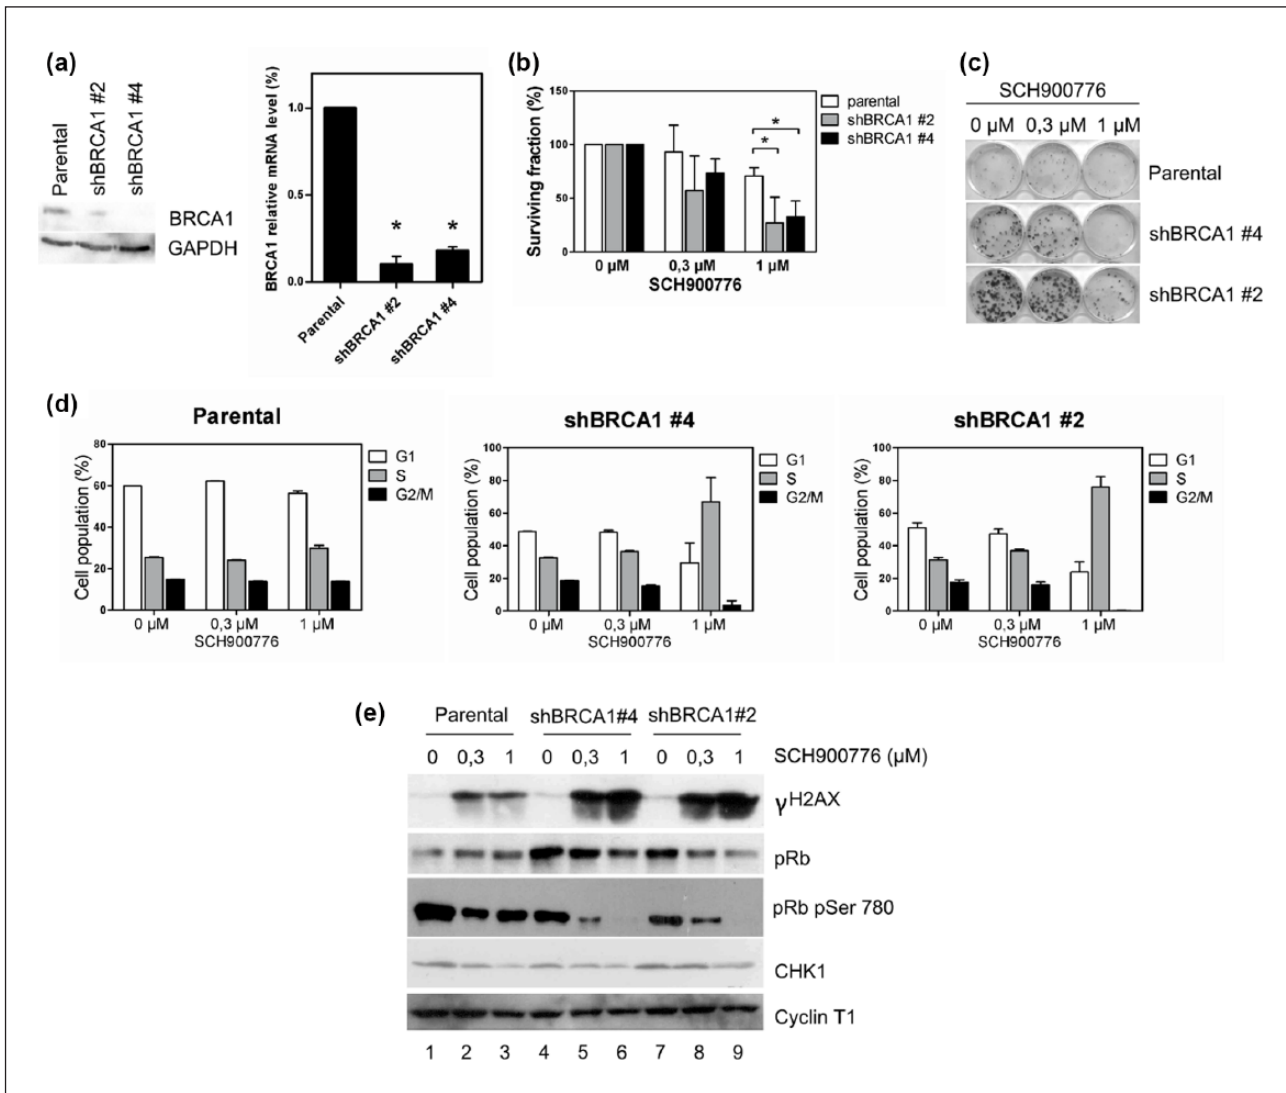 (a)
Parental
shBRCA1 #2
shBRCA1 #4
BRCA1
GAPDH
BRCA1 relative mRNA level (%)
1.0
0.5
0.0
*
*
Parental
shBRCA1 #2
shBRCA1 #4
(b)
Surviving fraction (%)
150
100
50
0
*
*
parental
shBRCA1 #2
shBRCA1 #4
0 µM
0,3 µM
1 µM
SCH900776
(c)
SCH900776
0 µM 0,3 µM 1 µM
Parental
shBRCA1 #4
shBRCA1 #2
(d)
Parental
Cell population (%)
80
60
40
20
0
G1
S
G2/M
0 µM
0,3 µM
1 µM
SCH900776
shBRCA1 #4
Cell population (%)
100
80
60
40
20
0
G1
S
G2/M
0 µM
0,3 µM
1 µM
SCH900776
shBRCA1 #2
Cell population (%)
100
80
60
40
20
0
G1
S
G2/M
0 µM
0,3 µM
1 µM
SCH900776
(e)
Parental shBRCA1#4 shBRCA1#2
0 0,3 1 0 0,3 1 0 0,3 1 SCH900776 (µM)
γH2AX
pRb
pRb pSer 780
CHK1
Cyclin T1
1 2 3 4 5 6 7 8 9